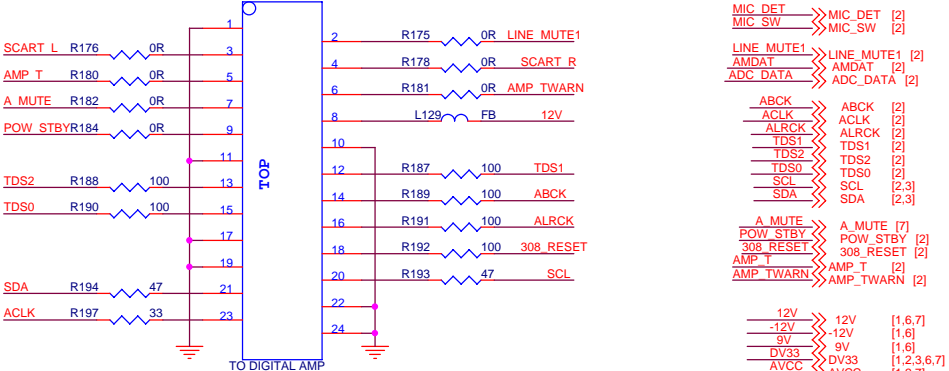 1
SCART_L R176 0R 3
AMP_T R180 0R 5
A_MUTE R182 0R 7
POW_STBY R184 0R 9
11
TDS2 R188 100 13
TDS0 R190 100 15
17
19
SDA R194 47 21
ACLK R197 33 23
TOP
TO DIGITAL AMP
2 R175 0R LINE_MUTE1
4 R178 0R SCART_R
6 R181 0R AMP_TWARN
8 L129 FB 12V
10
12 R187 100 TDS1
14 R189 100 ABCK
16 R191 100 ALRCK
18 R192 100 308_RESET
20 R193 47 SCL
22
24
MIC_DET MIC_DET [2]
MIC_SW MIC_SW [2]
LINE_MUTE1 LINE_MUTE1 [2]
AMDAT AMDAT [2]
ADC_DATA ADC_DATA [2]
ABCK ABCK [2]
ACLK ACLK [2]
ALRCK ALRCK [2]
TDS1 TDS1 [2]
TDS2 TDS2 [2]
TDS0 TDS0 [2]
SCL SCL [2,3]
SDA SDA [2,3]
A_MUTE A_MUTE [7]
POW_STBY POW_STBY [2]
308_RESET 308_RESET [2]
AMP_T AMP_T [2]
AMP_TWARN AMP_TWARN [2]
12V 12V [1,6,7]
-12V -12V [1,6]
9V 9V [1,6]
DV33 DV33 [1,2,3,6,7]
AVCC AVCC